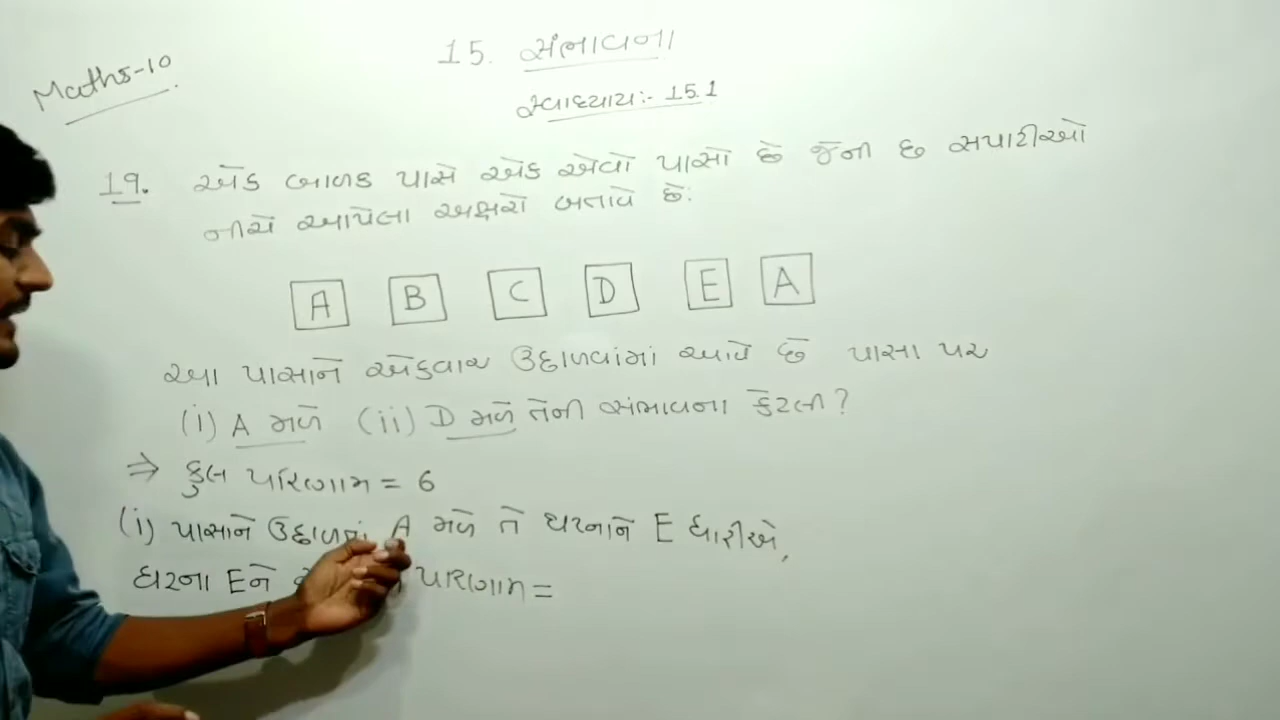 Maths-10
15. સંભાવના
સ્વાધ્યાય:- 15.1
19. એક બાળક પાસે એક એવો પાસો છે જેની છ સપાટીઓ
નીચે આપેલા અક્ષરો બતાવે છે:
A B C D E A
આ પાસાને એકવાર ઉછાળવાંમાં આવે છે પાસા પર
(i) A મળે (ii) D મળે તેની સંભાવના કેટલી?
⇒ કુલ પરિણામ = 6
(i) પાસાને ઉછાળતાં A મળે તે ઘટનાને E ધારીએ,
ઘટના Eને પરિણામ =